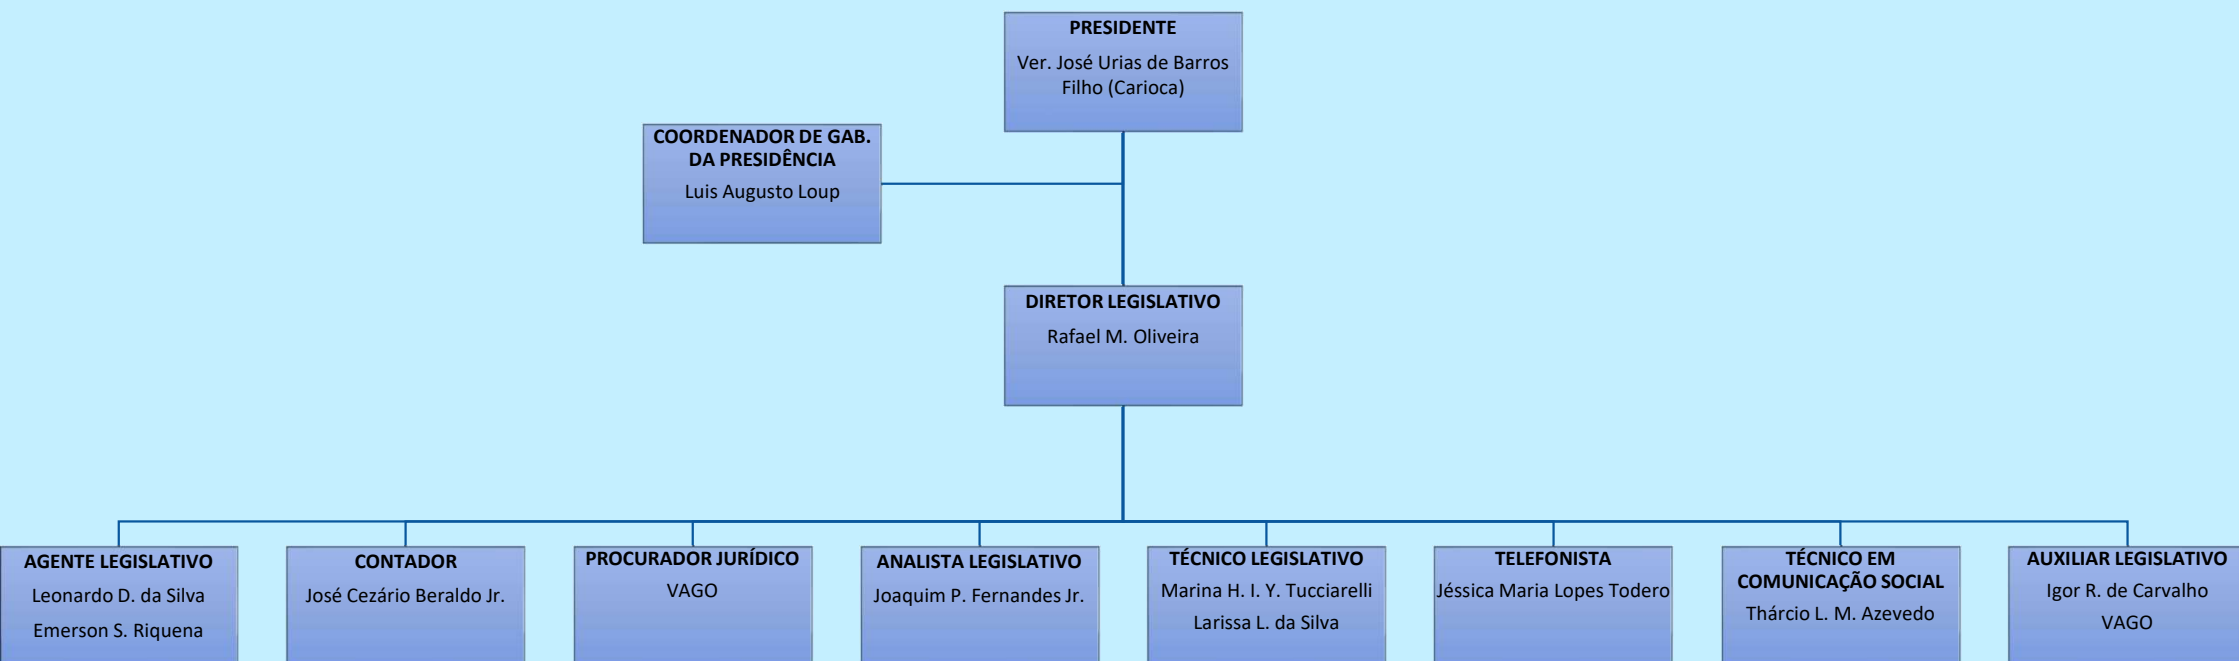 PRESIDENTE
Ver. José Urias de Barros
Filho (Carioca)
COORDENADOR DE GAB.
DA PRESIDÊNCIA
Luis Augusto Loup
DIRETOR LEGISLATIVO
Rafael M. Oliveira
AGENTE LEGISLATIVO
Leonardo D. da Silva
Emerson S. Riquena
CONTADOR
José Cezário Beraldo Jr.
PROCURADOR JURÍDICO
VAGO
ANALISTA LEGISLATIVO
Joaquim P. Fernandes Jr.
TÉCNICO LEGISLATIVO
Marina H. I. Y. Tucciarelli
Larissa L. da Silva
TELEFONISTA
Jéssica Maria Lopes Todero
TÉCNICO EM
COMUNICAÇÃO SOCIAL
Thárcio L. M. Azevedo
AUXILIAR LEGISLATIVO
Igor R. de Carvalho
VAGO